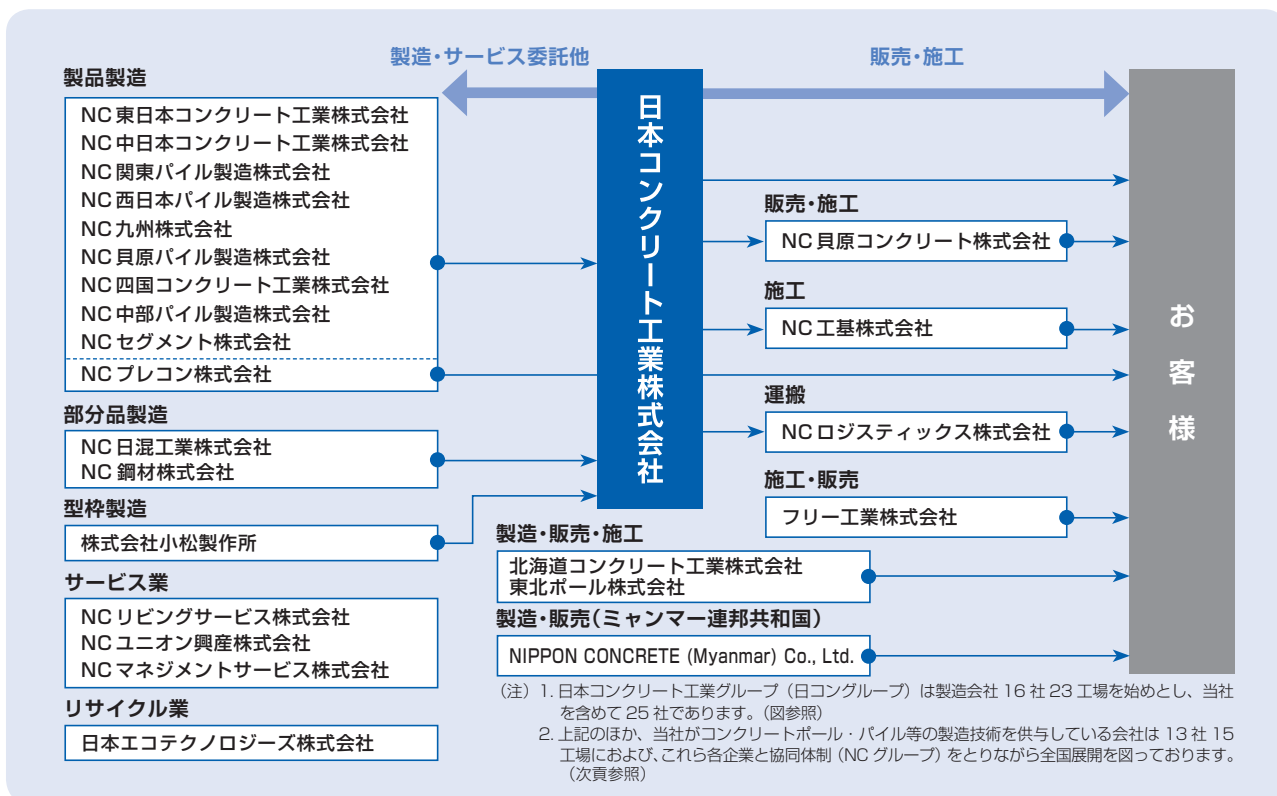 製造・サービス委託他
販売・施工
製品製造
NC東日本コンクリート工業株式会社
NC中日本コンクリート工業株式会社
NC関東パイル製造株式会社
NC西日本パイル製造株式会社
NC九州株式会社
NC貝原パイル製造株式会社
NC四国コンクリート工業株式会社
NC中部パイル製造株式会社
NCセグメント株式会社
NCプレコン株式会社
部分品製造
NC日混工業株式会社
NC鋼材株式会社
型枠製造
株式会社小松製作所
サービス業
NCリビングサービス株式会社
NCユニオン興産株式会社
NCマネジメントサービス株式会社
リサイクル業
日本エコテクノロジーズ株式会社
日本コンクリート工業株式会社
販売・施工
NC貝原コンクリート株式会社
施工
NC工基株式会社
運搬
NCロジスティックス株式会社
施工・販売
フリー工業株式会社
製造・販売・施工
北海道コンクリート工業株式会社
東北ポール株式会社
製造・販売(ミャンマー連邦共和国)
NIPPON CONCRETE (Myanmar) Co., Ltd.
お客様
(注) 1. 日本コンクリート工業グループ(日コングループ)は製造会社 16 社 23 工場を始めとし、当社
を含めて 25 社であります。(図参照)
2. 上記のほか、当社がコンクリートポール・パイル等の製造技術を供与している会社は 13 社 15
工場におよび、これら各企業と協同体制(NC グループ)をとりながら全国展開を図っております。
(次頁参照)